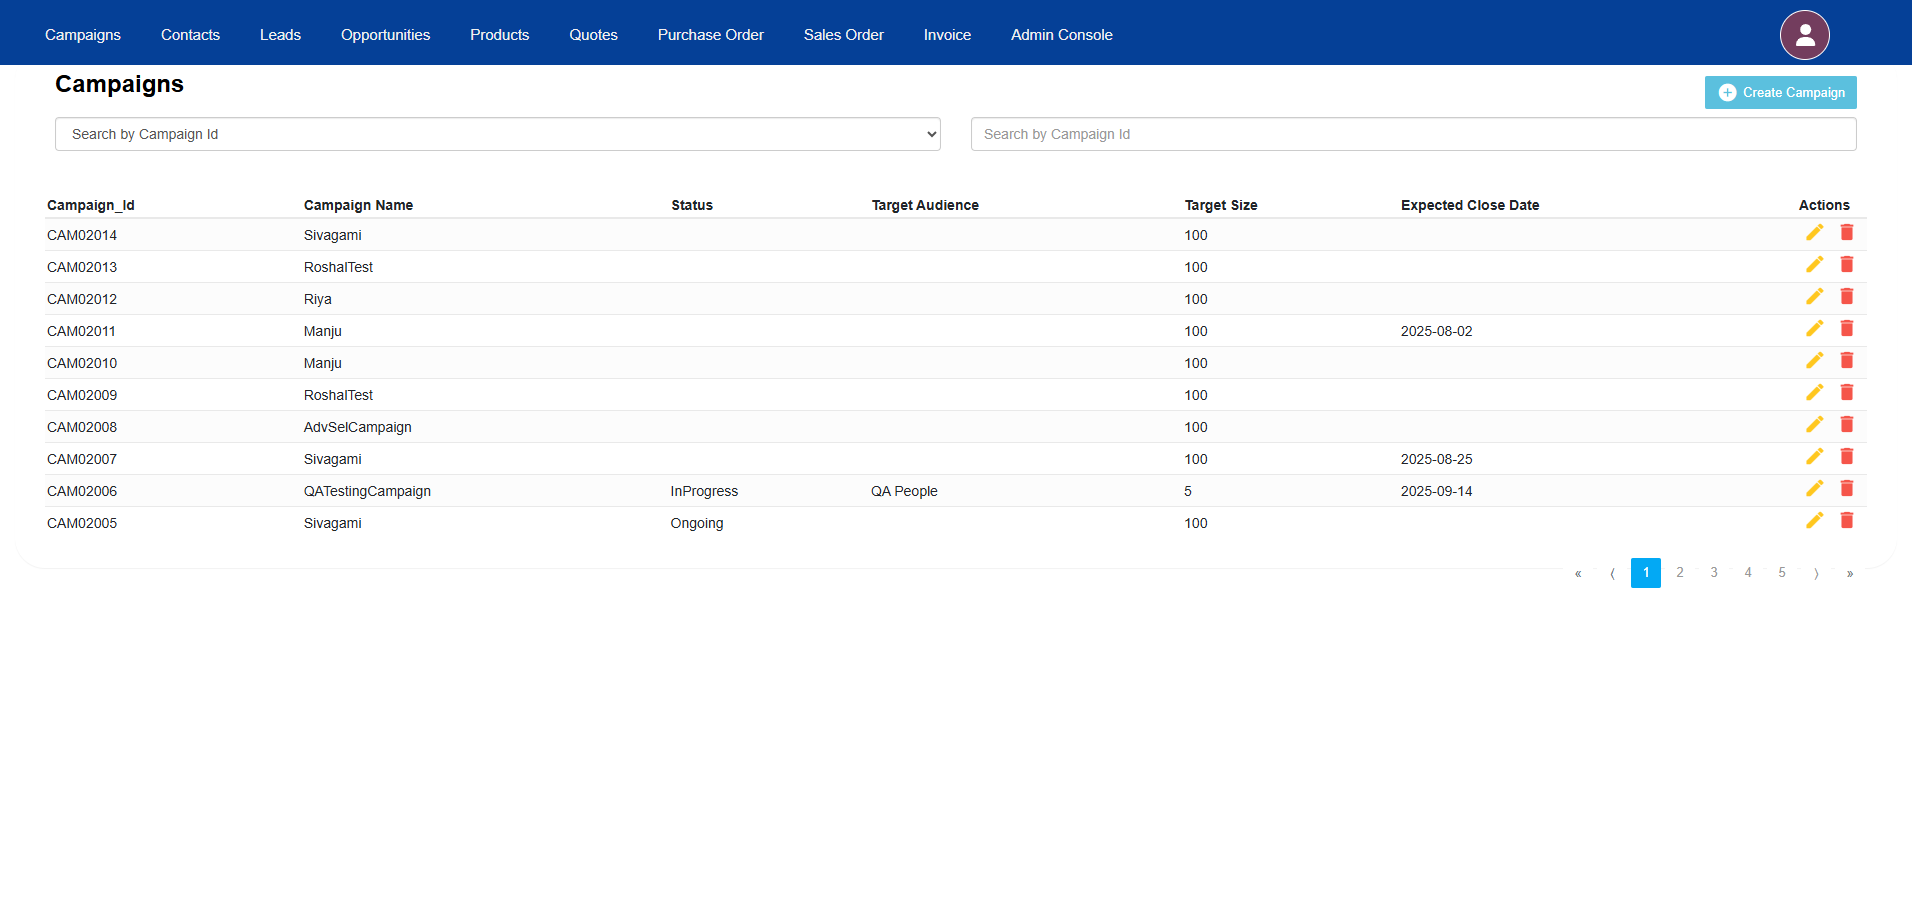 Campaigns Contacts Leads Opportunities Products Quotes Purchase Order Sales Order Invoice Admin Console
Campaigns
Create Campaign
Search by Campaign Id Search by Campaign Id
Campaign_Id Campaign Name Status Target Audience Target Size Expected Close Date Actions
CAM02014 Sivagami 100
CAM02013 RoshalTest 100
CAM02012 Riya 100
CAM02011 Manju 100 2025-08-02
CAM02010 Manju 100
CAM02009 RoshalTest 100
CAM02008 AdvSelCampaign 100
CAM02007 Sivagami 100 2025-08-25
CAM02006 QATestingCampaign InProgress QA People 5 2025-09-14
CAM02005 Sivagami Ongoing 100
« ⟨ 1 2 3 4 5 ⟩ »